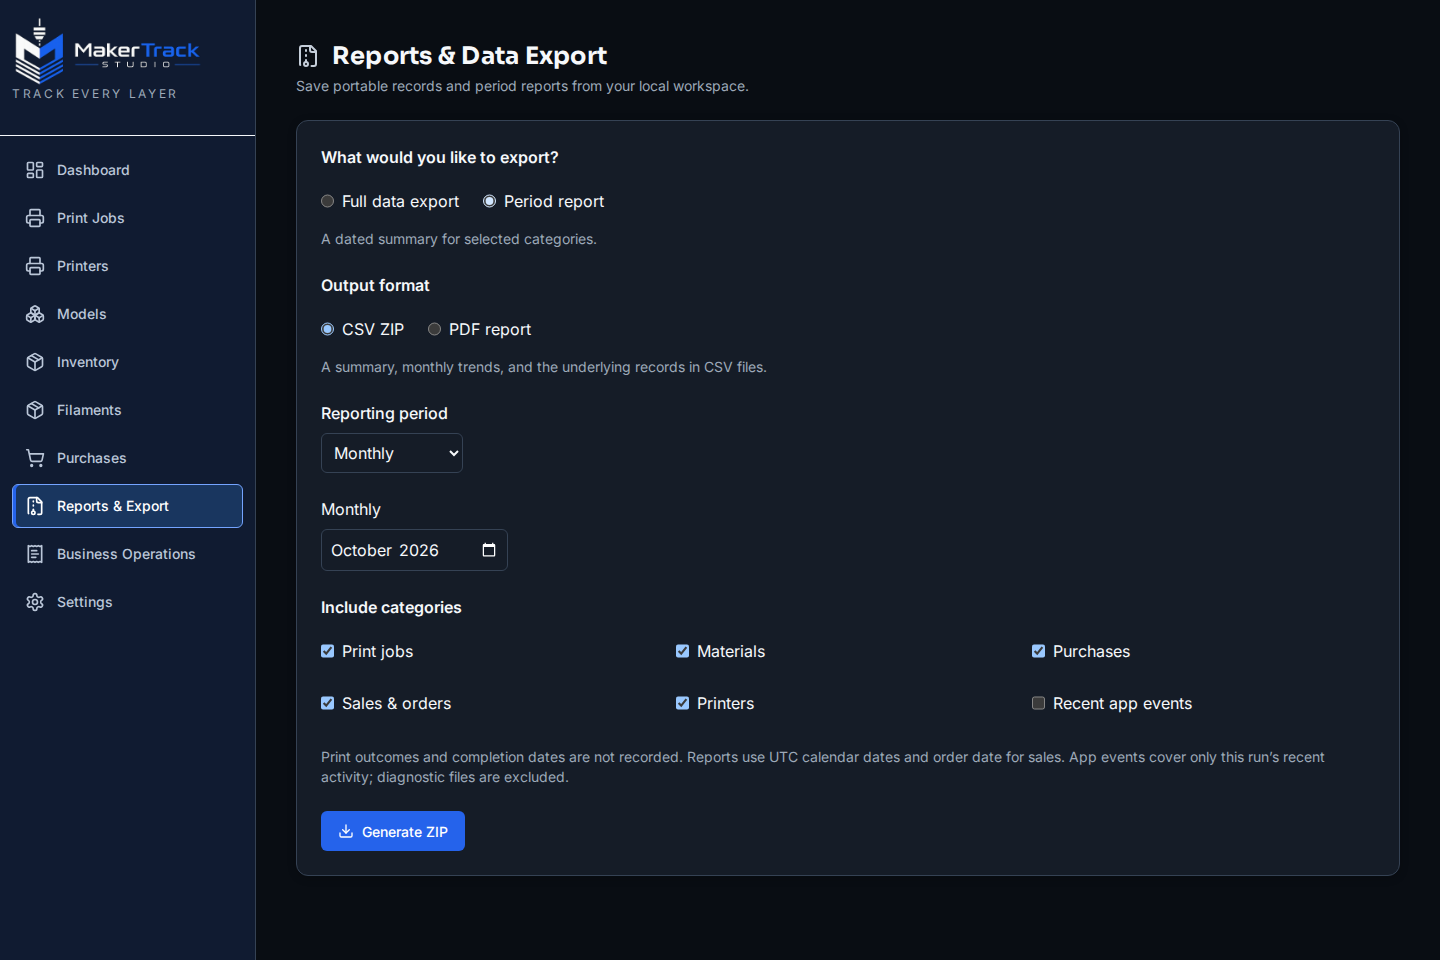 MakerTrack
STUDIO
TRACK EVERY LAYER
Dashboard
Print Jobs
Printers
Models
Inventory
Filaments
Purchases
Reports & Export
Business Operations
Settings
Reports & Data Export
Save portable records and period reports from your local workspace.
What would you like to export?
Full data export Period report
A dated summary for selected categories.
Output format
CSV ZIP PDF report
A summary, monthly trends, and the underlying records in CSV files.
Reporting period
Monthly
Monthly
October 2026
Include categories
Print jobs Materials Purchases
Sales & orders Printers Recent app events
Print outcomes and completion dates are not recorded. Reports use UTC calendar dates and order date for sales. App events cover only this run’s recent
activity; diagnostic files are excluded.
Generate ZIP